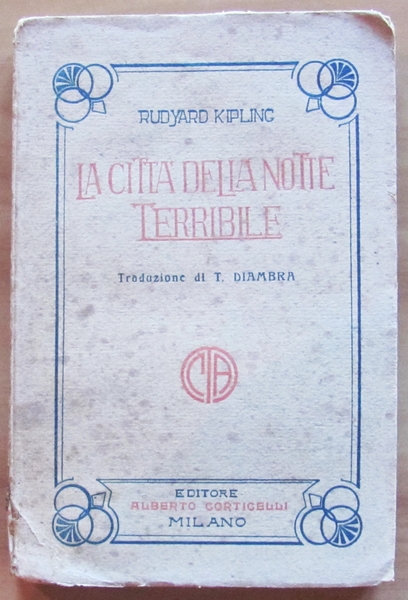 RUDYARD KIPLING
LA CITTÀ DELLA NOTTE
TERRIBILE
Traduzione di T. DIAMBRA
EDITORE
ALBERTO CORTICELLI
MILANO